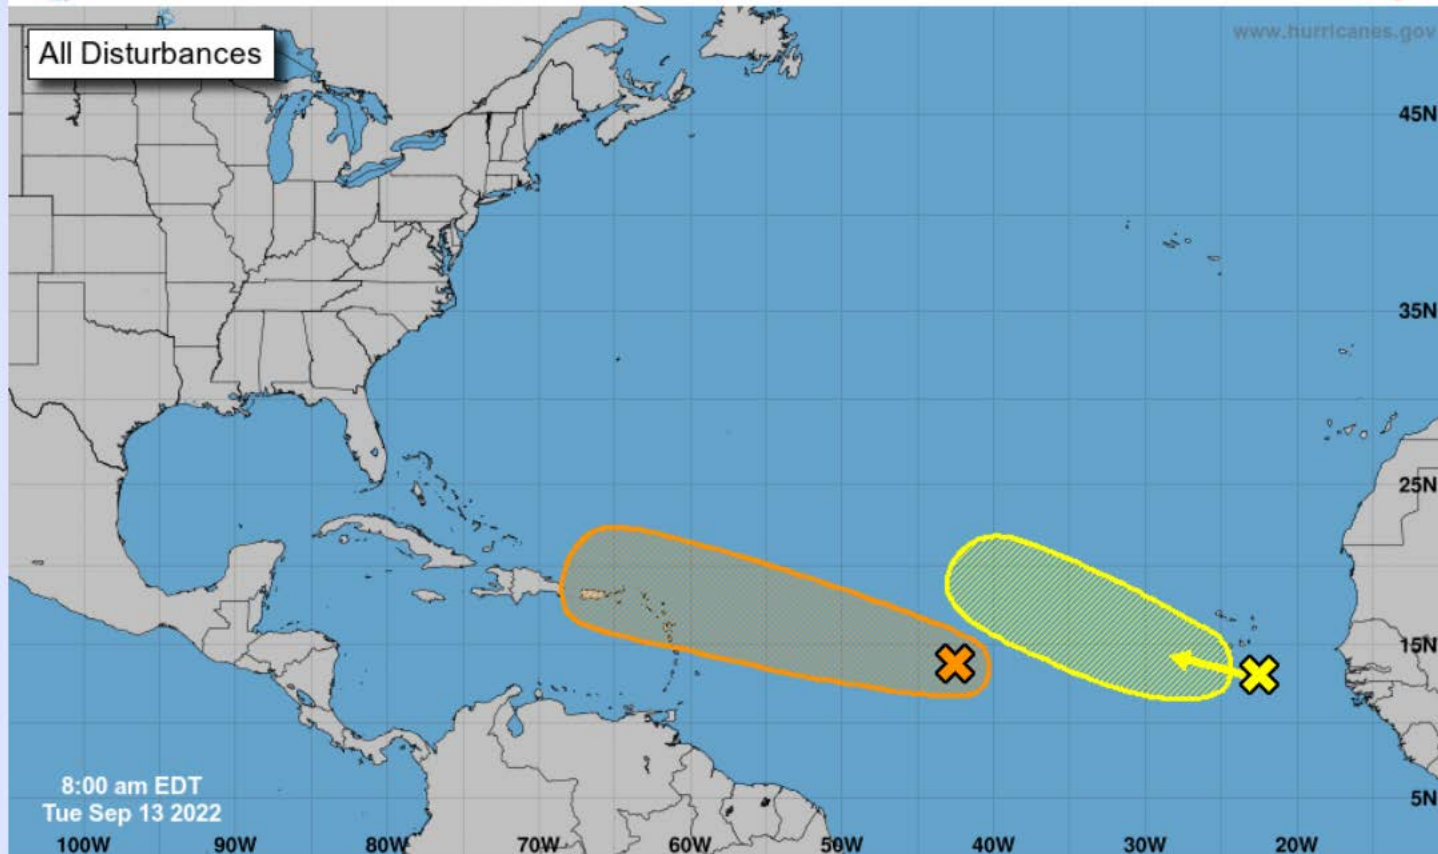 All Disturbances
www.hurricanes.gov
45N
35N
25N
15N
5N
8:00 am EDT
Tue Sep 13 2022
100W 90W 80W 70W 60W 50W 40W 30W 20W